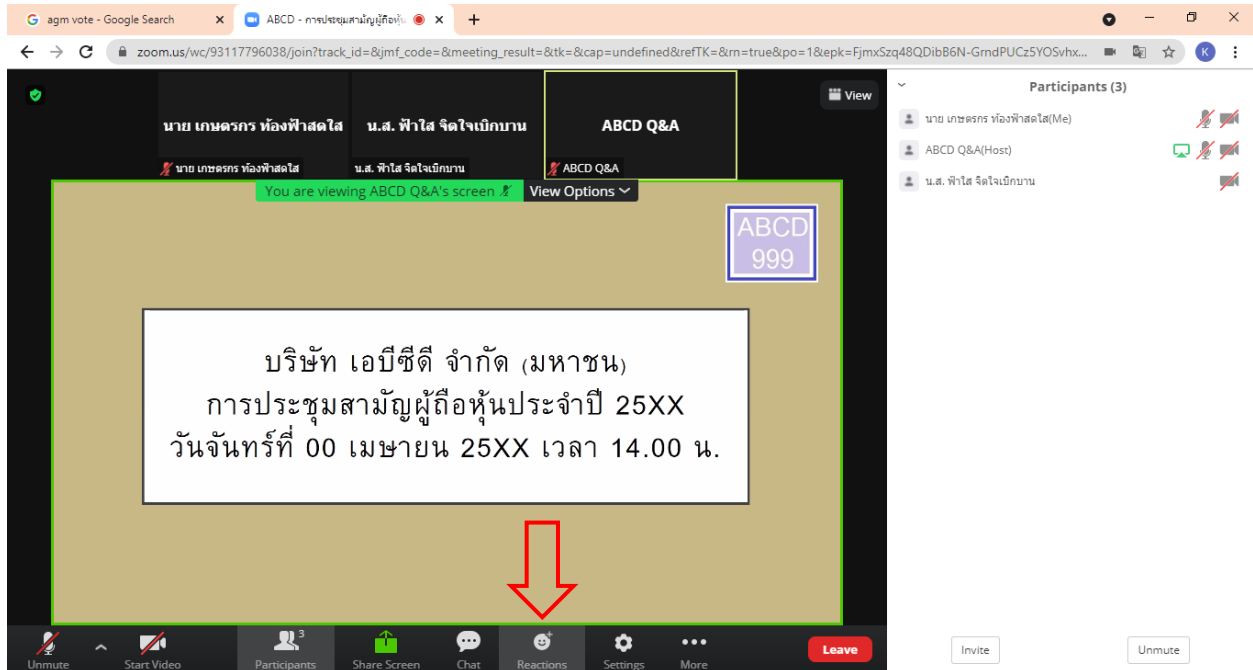 agm vote - Google Search
ABCD - การประชุมสามัญผู้ถือหุ้น
zoom.us/wc/93117796038/join?track_id=&jmf_code=&meeting_result=&tk=&cap=undefined&refTK=&rn=true&po=1&epk=FjmxSzq48QDibB6N-GrndPUCz5YOSvhx...
K
View
นาย เกษตรกร ท้องฟ้าสดใส
น.ส. ฟ้าใส จิตใจเบิกบาน
ABCD Q&A
นาย เกษตรกร ท้องฟ้าสดใส
น.ส. ฟ้าใส จิตใจเบิกบาน
ABCD Q&A
You are viewing ABCD Q&A's screen
View Options
ABCD
999
บริษัท เอบีซีดี จำกัด (มหาชน)
การประชุมสามัญผู้ถือหุ้นประจำปี 25XX
วันจันทร์ที่ 00 เมษายน 25XX เวลา 14.00 น.
Unmute
Start Video
3
Participants
Share Screen
Chat
Reactions
Settings
More
Leave
Participants (3)
นาย เกษตรกร ท้องฟ้าสดใส(Me)
ABCD Q&A(Host)
น.ส. ฟ้าใส จิตใจเบิกบาน
Invite
Unmute